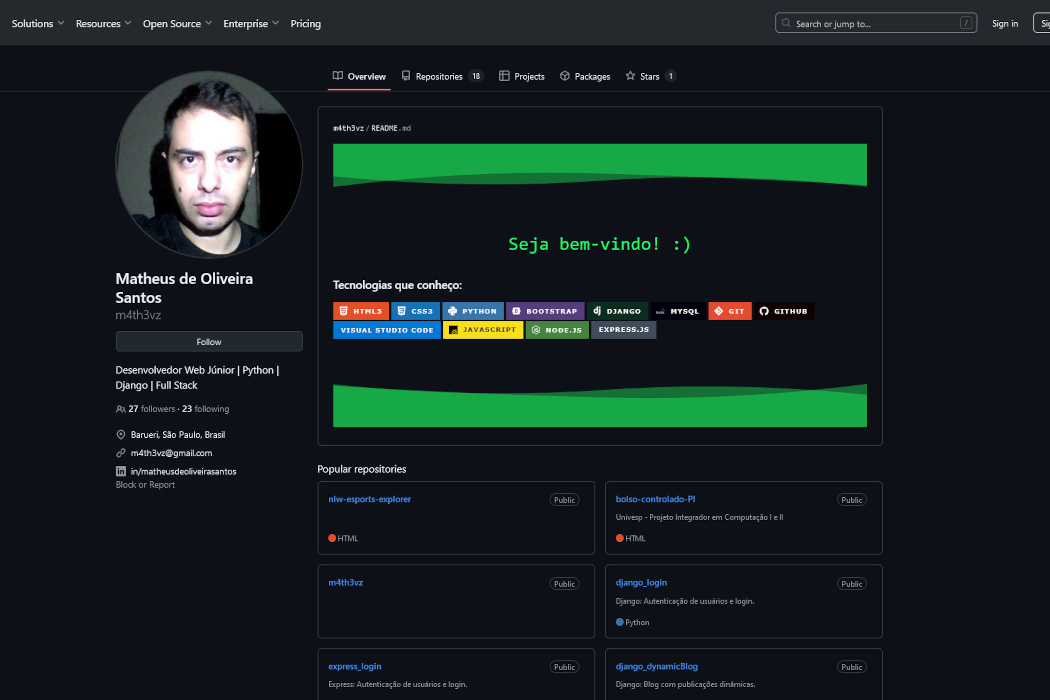 Solutions Resources Open Source Enterprise Pricing Search or jump to... / Sign in
Overview Repositories 18 Projects Packages Stars 1
m4th3vz / README.md
Seja bem-vindo! :)
Tecnologias que conheço:
HTML5 CSS3 PYTHON BOOTSTRAP DJANGO MYSQL GIT GITHUB
VISUAL STUDIO CODE JAVASCRIPT NODE.JS EXPRESS.JS
Matheus de Oliveira
Santos
m4th3vz
Follow
Desenvolvedor Web Júnior | Python |
Django | Full Stack
27 followers · 23 following
Barueri, São Paulo, Brasil
m4th3vz@gmail.com
in/matheusdeoliveirasantos
Block or Report
Popular repositories
nlw-esports-explorer Public
HTML
bolso-controlado-PI Public
Univesp - Projeto Integrador em Computação I e II
HTML
m4th3vz Public
django_login Public
Django: Autenticação de usuários e login.
Python
express_login Public
Express: Autenticação de usuários e login.
django_dynamicBlog Public
Django: Blog com publicações dinâmicas.